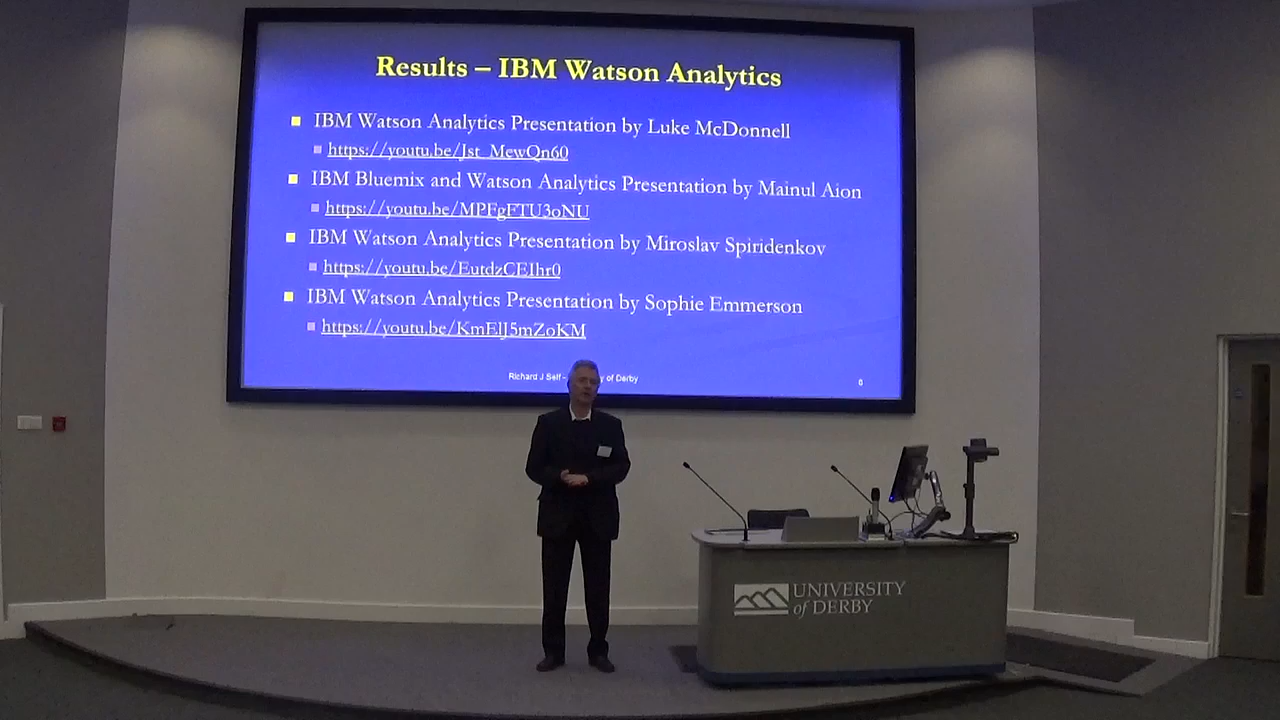 Results – IBM Watson Analytics
IBM Watson Analytics Presentation by Luke McDonnell
https://youtu.be/Jst_MewQn60
IBM Bluemix and Watson Analytics Presentation by Mainul Aion
https://youtu.be/MPFgFTU3oNU
IBM Watson Analytics Presentation by Miroslav Spiridenkov
https://youtu.be/EutdzCEIhr0
IBM Watson Analytics Presentation by Sophie Emmerson
https://youtu.be/KmElJ5mZoKM
Richard J Self – y of Derby
6
UNIVERSITY
of DERBY